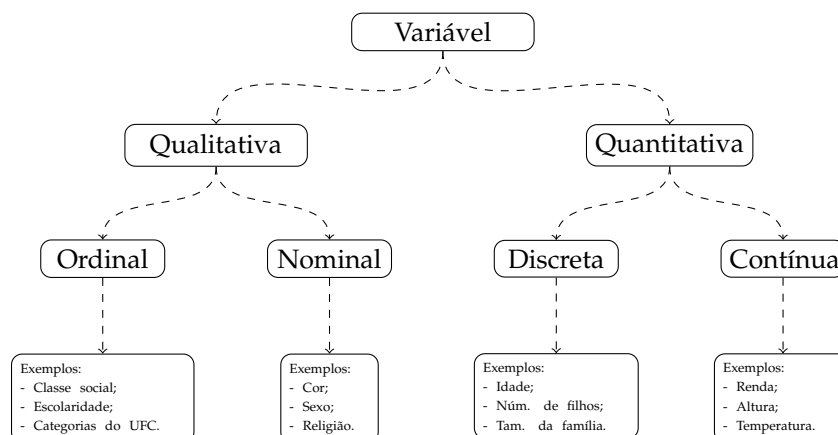 Variável
Qualitativa
Quantitativa
Ordinal
Nominal
Discreta
Contínua
Exemplos:
- Classe social;
- Escolaridade;
- Categorias do UFC.
Exemplos:
- Cor;
- Sexo;
- Religião.
Exemplos:
- Idade;
- Núm. de filhos;
- Tam. da família.
Exemplos:
- Renda;
- Altura;
- Temperatura.